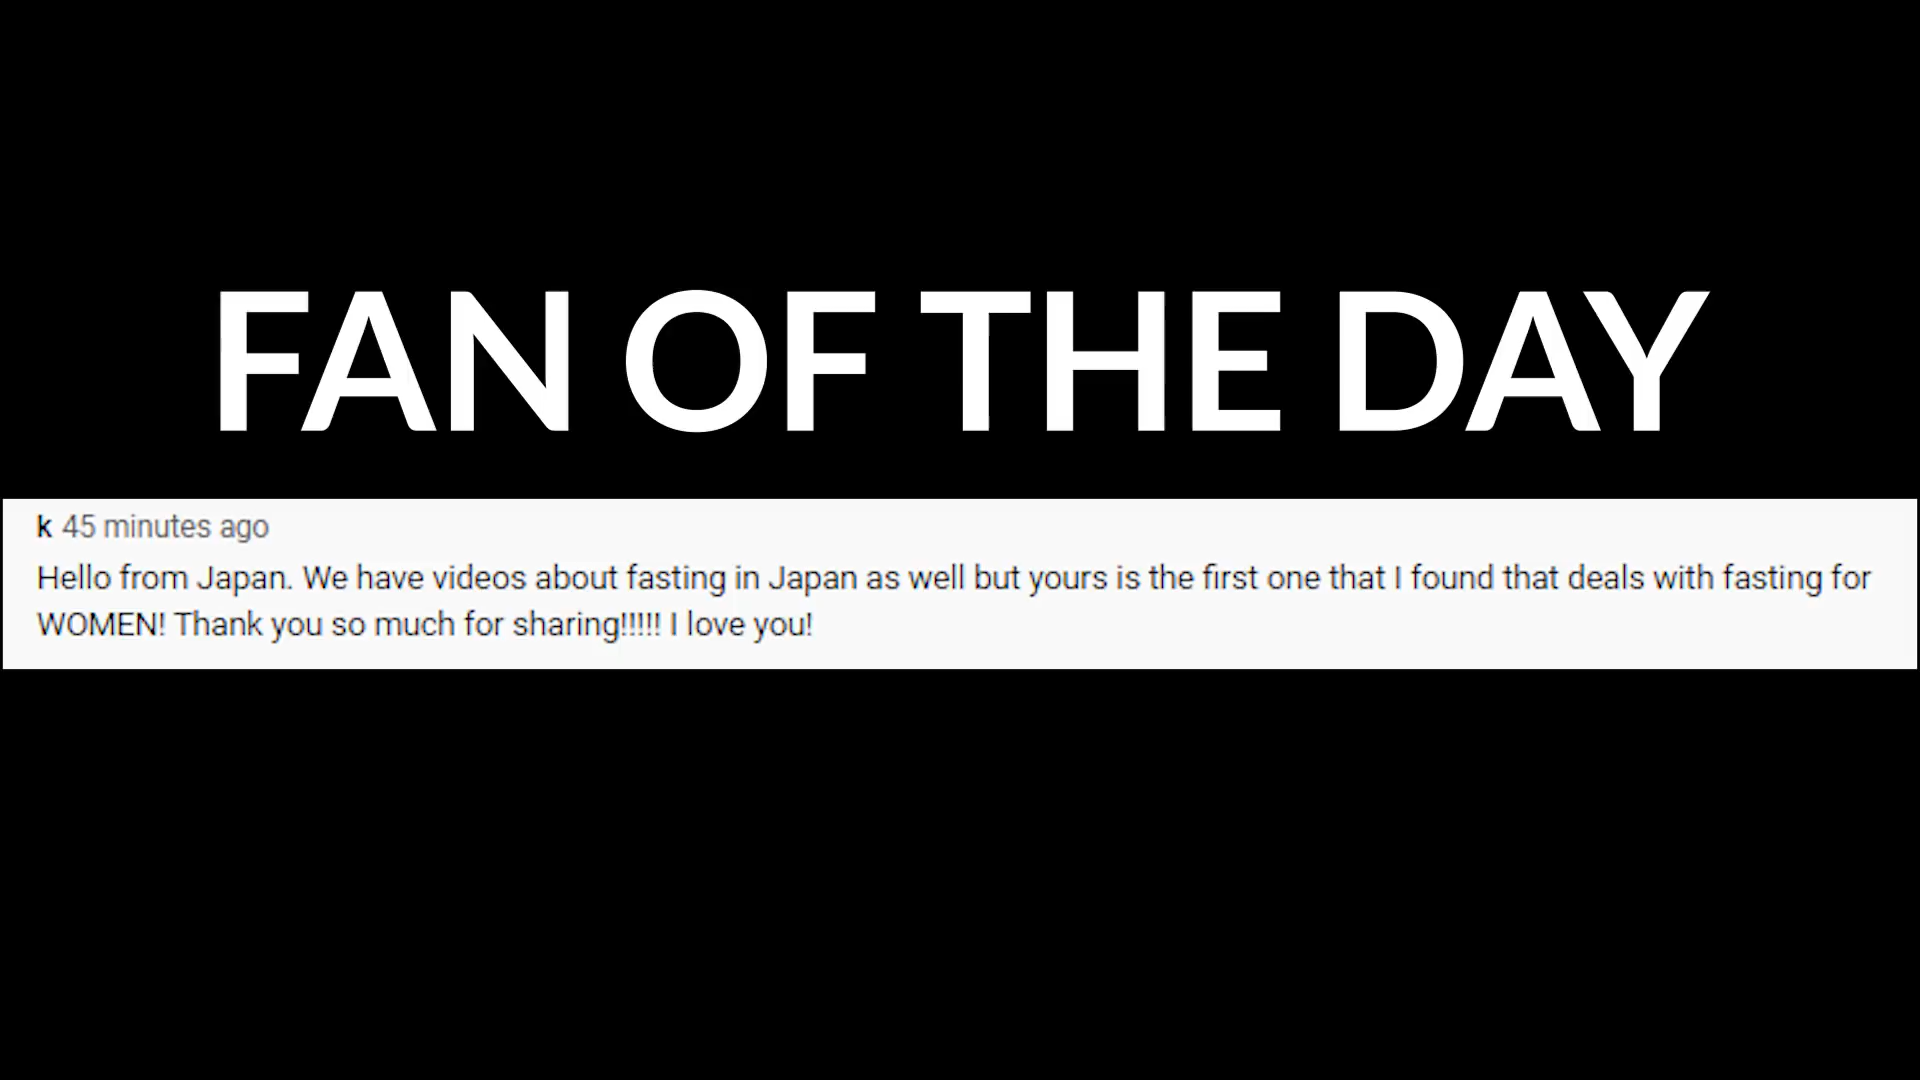 FAN OF THE DAY
k 45 minutes ago
Hello from Japan. We have videos about fasting in Japan as well but yours is the first one that I found that deals with fasting for
WOMEN! Thank you so much for sharing!!!!! I love you!